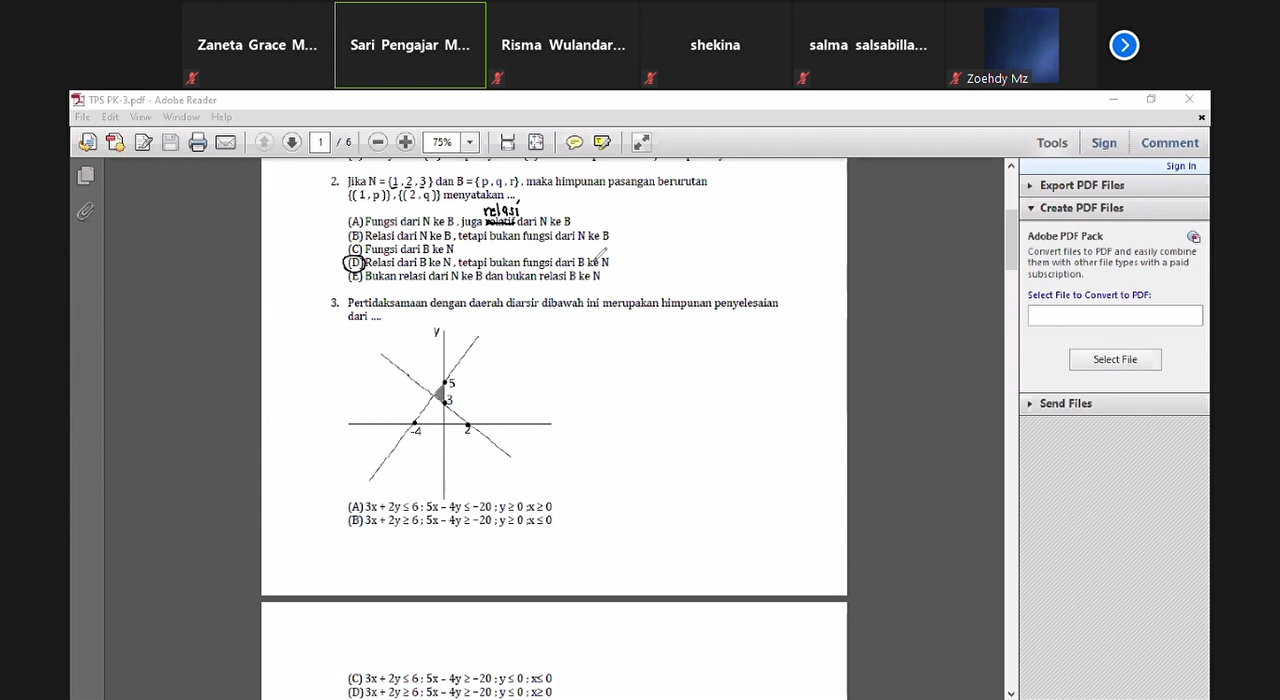 Zaneta Grace M...
Sari Pengajar M...
Risma Wulandar...
shekina
salma salsabilla...
Zoehdy Mz
TPS PK-3.pdf - Adobe Reader
File Edit View Window Help
1 / 6 75% Tools Sign Comment
Sign In
Export PDF Files
Create PDF Files
Adobe PDF Pack
Convert files to PDF and easily combine
them with other file types with a paid
subscription.
Select File to Convert to PDF:
Select File
Send Files
2. Jika N = {1 , 2 , 3 } dan B = { p , q , r} , maka himpunan pasangan berurutan
{( 1 , p )} , {( 2 , q)} menyatakan ...
relasi
(A) Fungsi dari N ke B , juga relatif dari N ke B
(B) Relasi dari N ke B , tetapi bukan fungsi dari N ke B
(C) Fungsi dari B ke N
(D) Relasi dari B ke N , tetapi bukan fungsi dari B ke N
(E) Bukan relasi dari N ke B dan bukan relasi B ke N
3. Pertidaksamaan dengan daerah diarsir dibawah ini merupakan himpunan penyelesaian
dari ....
y
5
3
-4 2
(A) 3x + 2y ≤ 6 ; 5x – 4y ≤ –20 ; y ≥ 0 ;x ≥ 0
(B) 3x + 2y ≥ 6 ; 5x – 4y ≥ –20 ; y ≥ 0 ;x ≤ 0
(C) 3x + 2y ≤ 6 ; 5x – 4y ≥ –20 ; y ≤ 0 ; x≤ 0
(D) 3x + 2y ≥ 6 ; 5x – 4y ≥ –20 ; y ≤ 0 ; x≥ 0